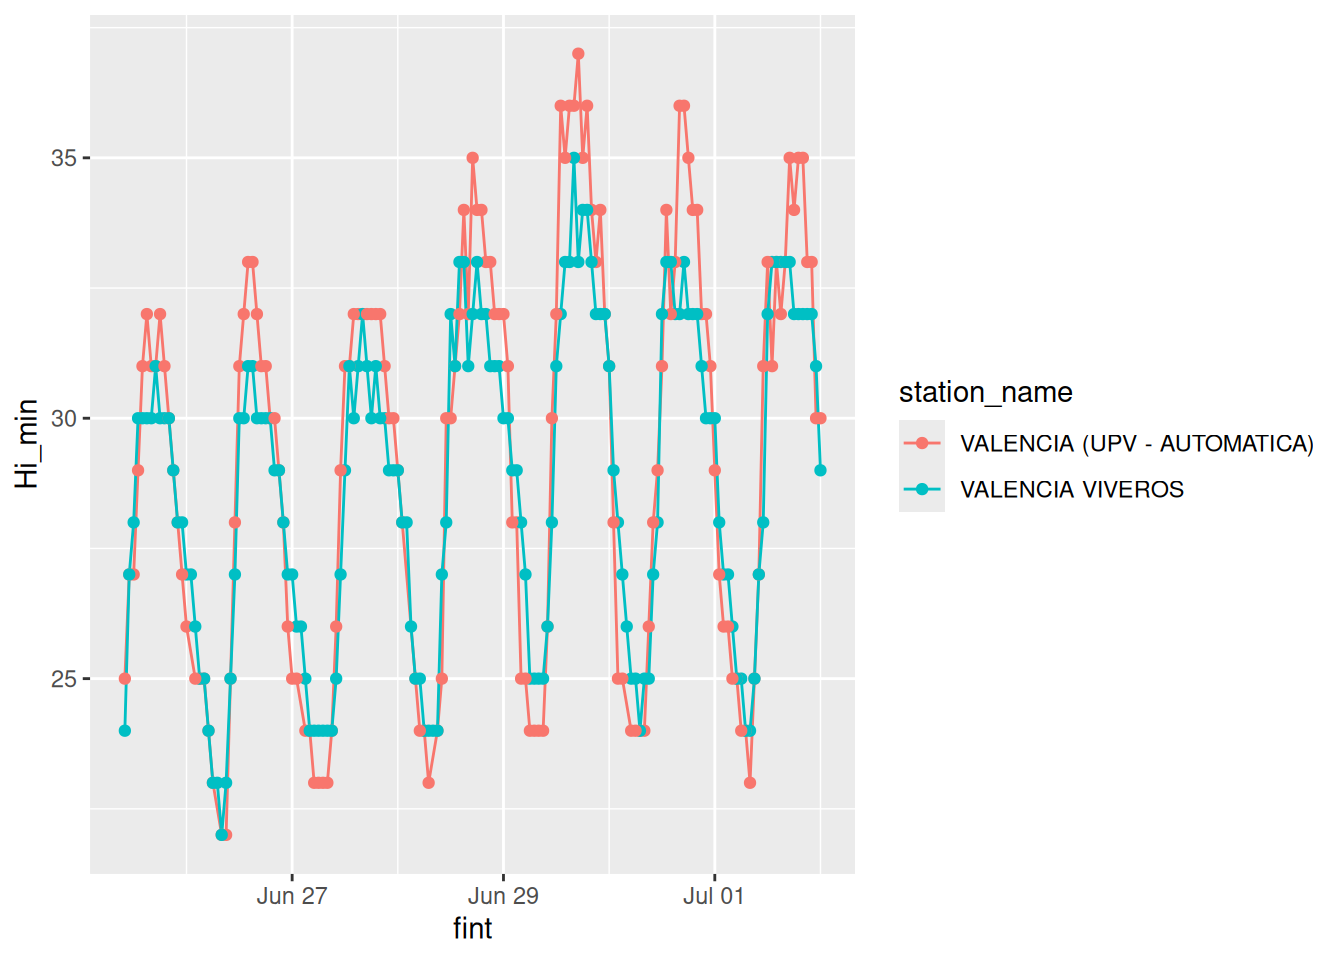 35
30
25
Hi_min
Jun 27
Jun 29
Jul 01
fint
station_name
VALENCIA (UPV - AUTOMATICA)
VALENCIA VIVEROS